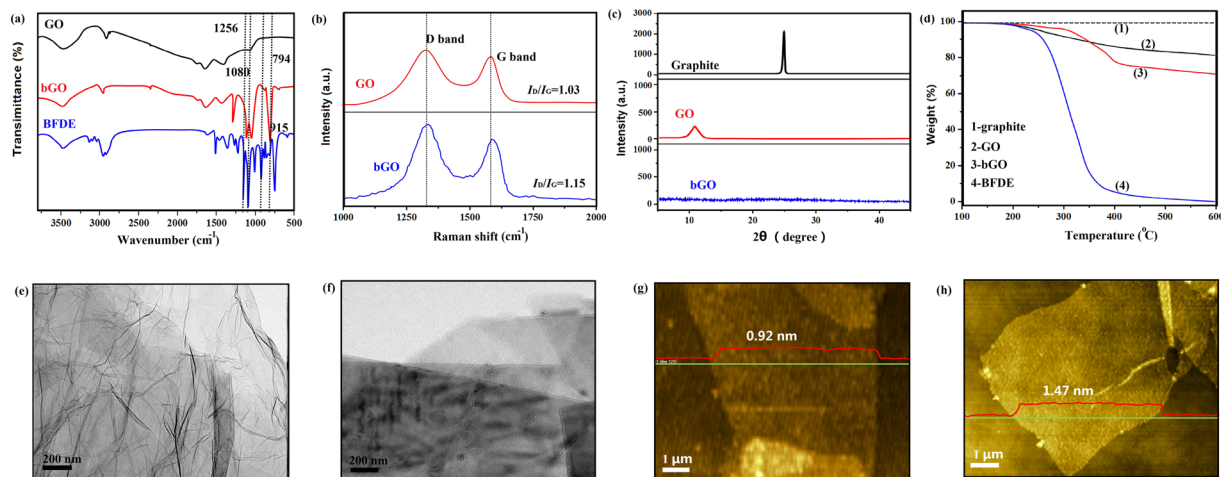 (a)
GO
1256
1080
794
bGO
BFDE
915
Transimittance (%)
3500 3000 2500 2000 1500 1000 500
Wavenumber (cm-1)
(b)
D band
G band
GO
ID/IG=1.03
bGO
ID/IG=1.15
Intensity (a.u.)
1000 1250 1500 1750 2000
Raman shift (cm-1)
(c)
3000
2000
1000
0
Graphite
1000
500
0
GO
1000
500
0
bGO
Intensity (a.u.)
10 20 30 40
2θ ( degree )
(d)
100
90
80
70
60
50
40
30
20
10
0
(1)
(2)
(3)
(4)
1-graphite
2-GO
3-bGO
4-BFDE
Weight (%)
100 200 300 400 500 600
Temperature (°C)
(e)
200 nm
(f)
200 nm
(g)
0.92 nm
1 μm
(h)
1.47 nm
1 μm